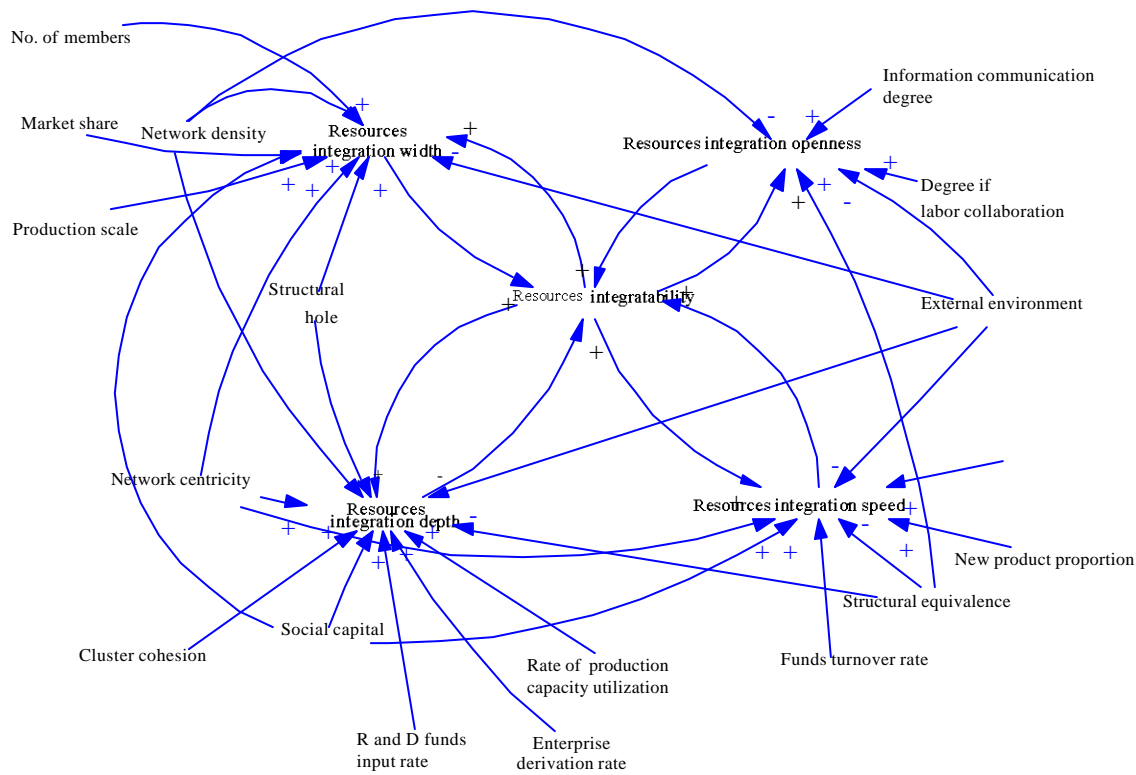 No. of members
Information communication
degree
Market share
Network density
Resources
integration width
Resources integration openness
Degree if
labor collaboration
Production scale
Structural
hole
Resources integratability
External environment
Network centricity
Resources
integration depth
Resources integration speed
New product proportion
Structural equivalence
Social capital
Cluster cohesion
Rate of production
capacity utilization
Funds turnover rate
R and D funds
input rate
Enterprise
derivation rate